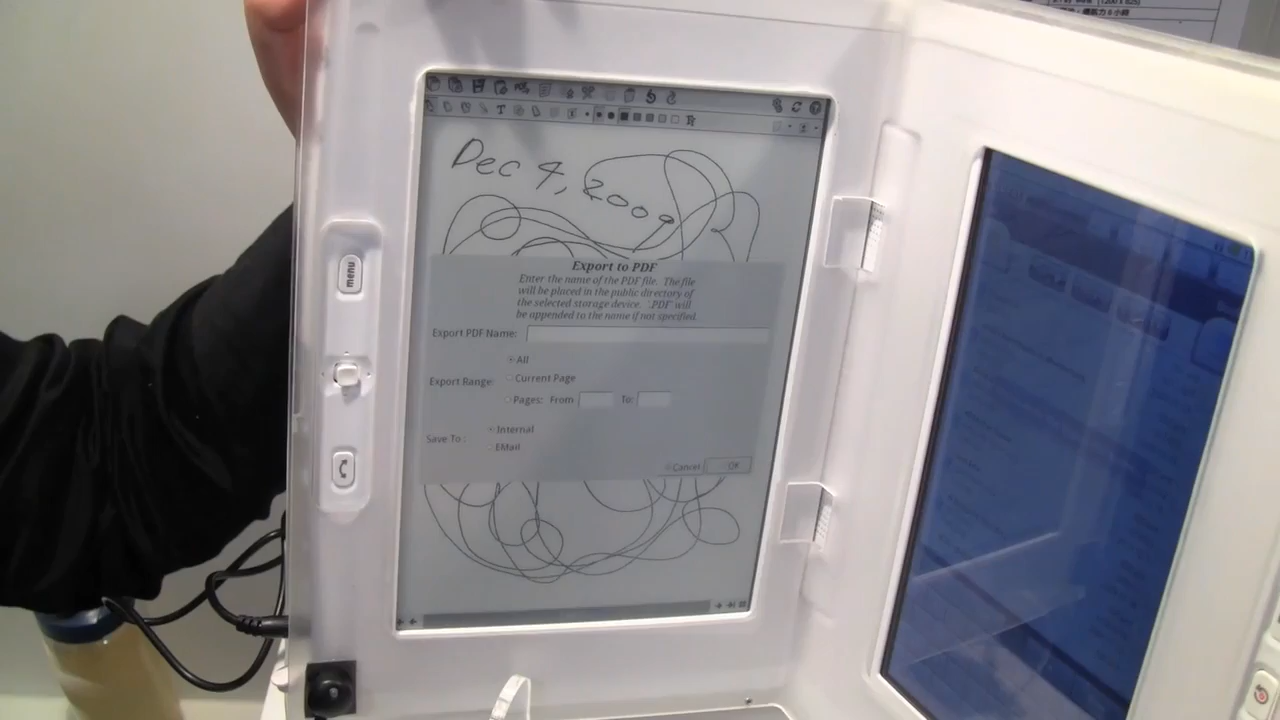 (1200 x 825)
Dec 4, 2009
menu
Export to PDF
Enter the name of the PDF file. The file
will be placed in the public directory of
the selected storage device. '.PDF' will
be appended to the name if not specified.
Export PDF Name:
All
Export Range:
Current Page
Pages: From To:
Internal
Save To :
EMail
Cancel OK